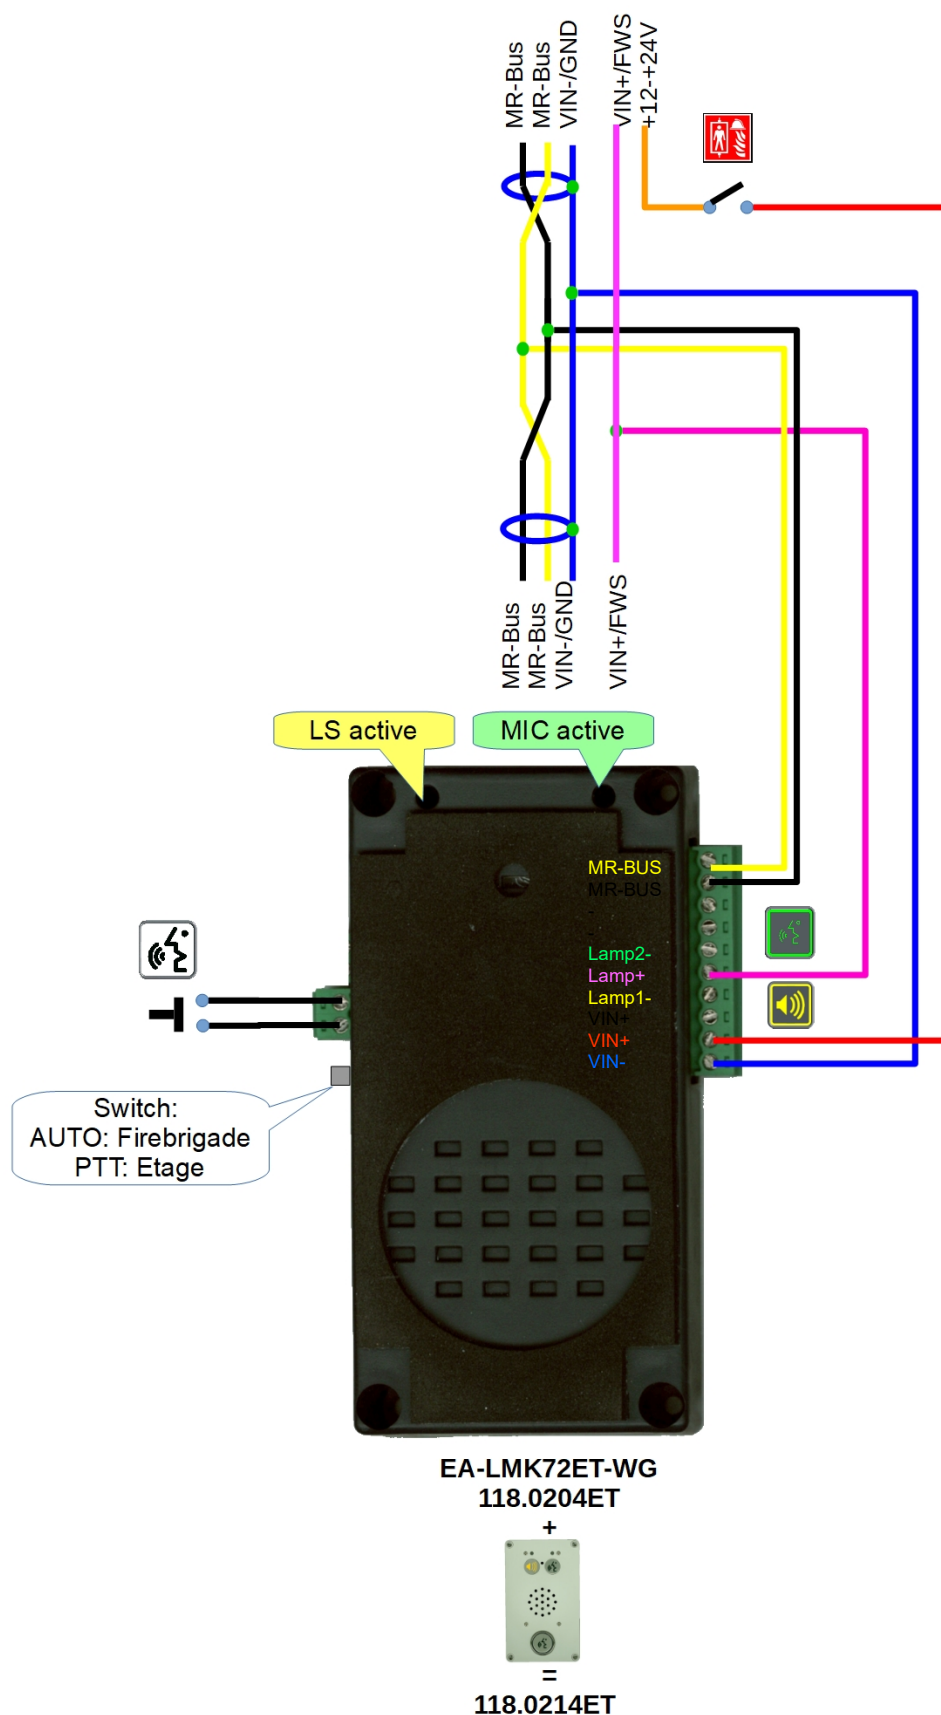 MR-Bus
MR-Bus
VIN-/GND
VIN+/FWS
+12-+24V
MR-Bus
MR-Bus
VIN-/GND
VIN+/FWS
LS active
MIC active
MR-BUS
MR-BUS
-
-
Lamp2-
Lamp+
Lamp1-
VIN+
VIN+
VIN-
Switch:
AUTO: Firebrigade
PTT: Etage
EA-LMK72ET-WG
118.0204ET
+
=
118.0214ET